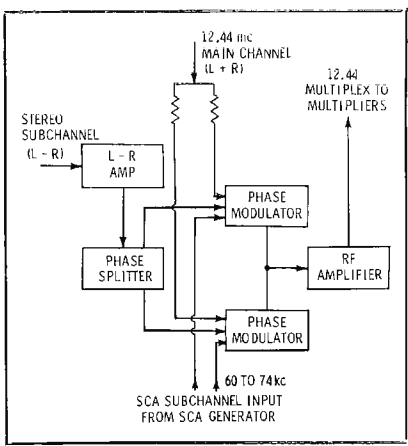 12.44 mc
MAIN CHANNEL
(L + R)
12.44
MULTIPLEX TO
MULTIPLIERS
STEREO
SUBCHANNEL
(L - R)
L - R
AMP
PHASE
MODULATOR
PHASE
SPLITTER
RF
AMPLIFIER
PHASE
MODULATOR
60 TO 74kc
SCA SUBCHANNEL INPUT
FROM SCA GENERATOR